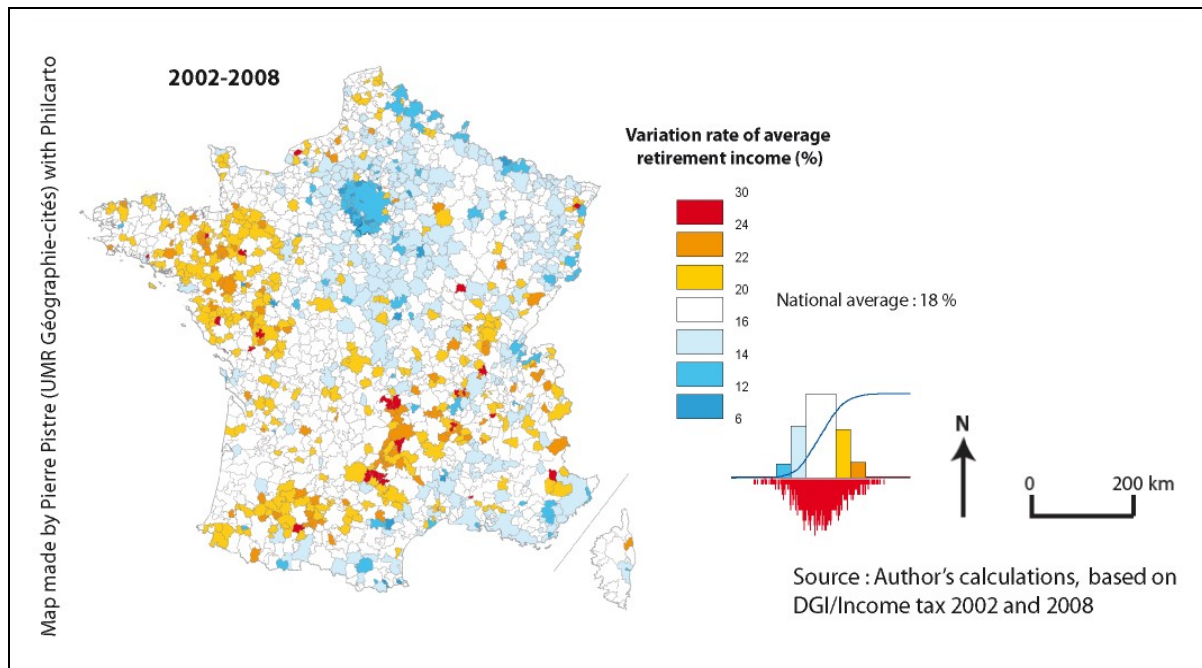 Map made by Pierre Pistre (UMR Géographie-cités) with Philcarto
2002-2008
Variation rate of average
retirement income (%)
30
24
22
20
National average : 18 %
16
14
12
6
N
0 200 km
Source : Author's calculations, based on
DGI/Income tax 2002 and 2008